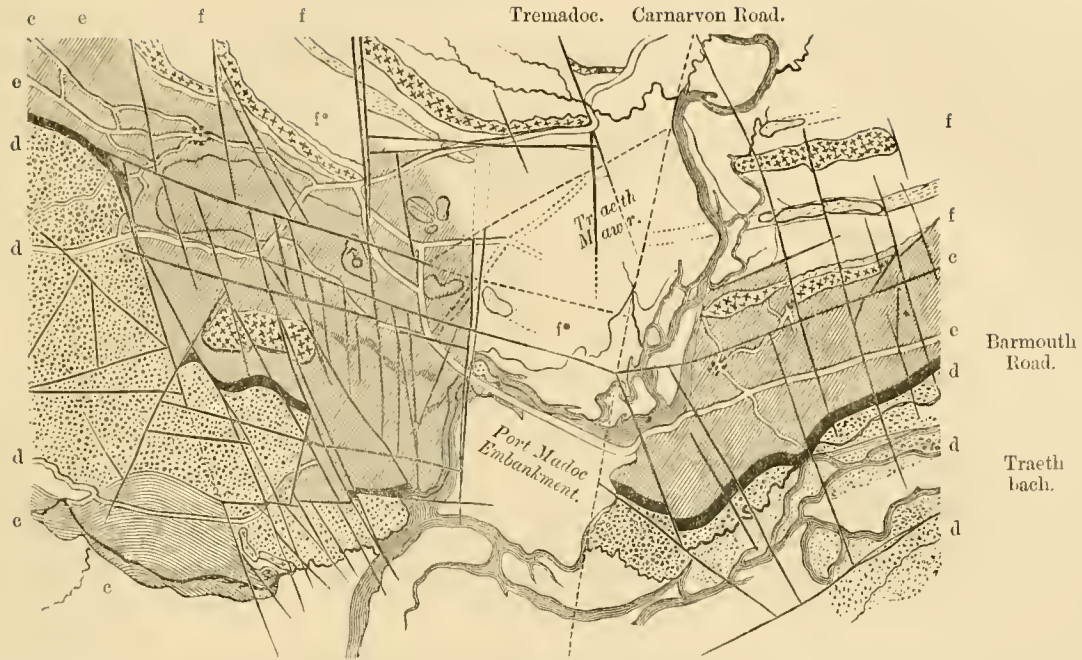 c e f f Tremadoc. Carnarvon Road.
e
f*
f
d
Traeth
Mawr.
f
d
c
f*
c
Barmouth
Road.
d
Port Madoc
Embankment.
d
d
Traeth
bach.
c
d
c